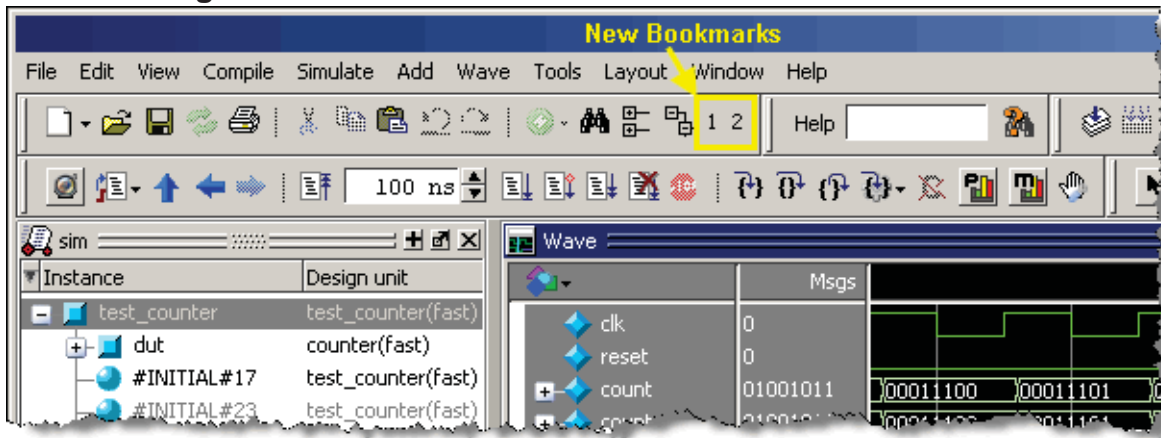 New Bookmarks
File Edit View Compile Simulate Add Wave Tools Layout Window Help
1 2 Help
100 ns
sim Wave
Instance Design unit Msgs
test_counter test_counter(fast) clk 0
dut counter(fast) reset 0
#INITIAL#17 test_counter(fast) count 01001011 00011100 00011101
#INITIAL#23 test_counter(fast)